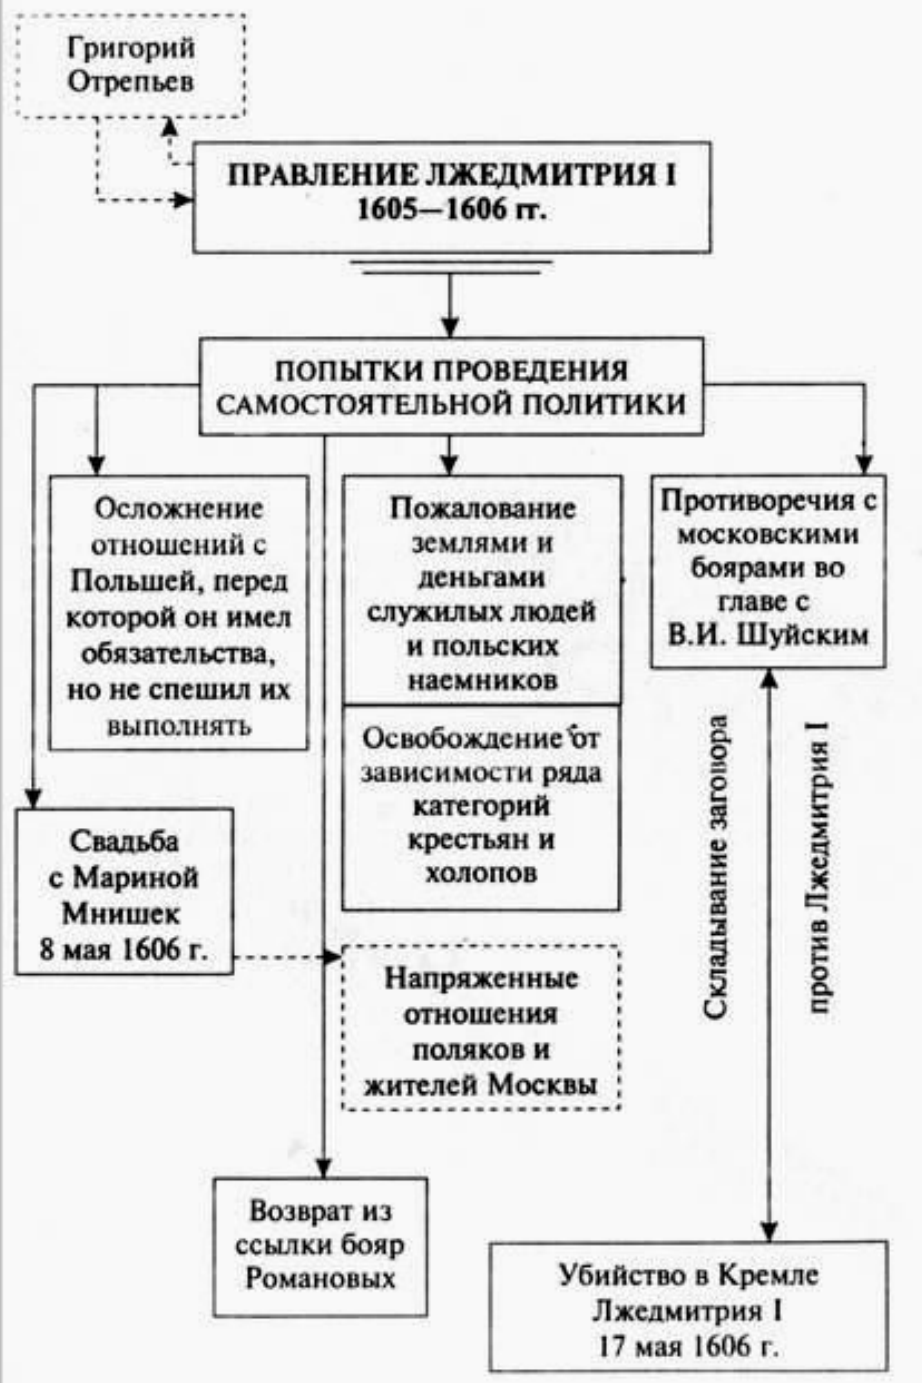 Григорий
Отрепьев
ПРАВЛЕНИЕ ЛЖЕДМИТРИЯ I
1605—1606 гг.
ПОПЫТКИ ПРОВЕДЕНИЯ
САМОСТОЯТЕЛЬНОЙ ПОЛИТИКИ
Осложнение
отношений с
Польшей, перед
которой он имел
обязательства,
но не спешил их
выполнять
Пожалование
землями и
деньгами
служилых людей
и польских
наемников
Противоречия с
московскими
боярами во
главе с
В.И. Шуйским
Освобождение от
зависимости ряда
категорий
крестьян и
холопов
Складывание заговора
против Лжедмитрия I
Свадьба
с Мариной
Мнишек
8 мая 1606 г.
Напряженные
отношения
поляков и
жителей Москвы
Возврат из
ссылки бояр
Романовых
Убийство в Кремле
Лжедмитрия I
17 мая 1606 г.